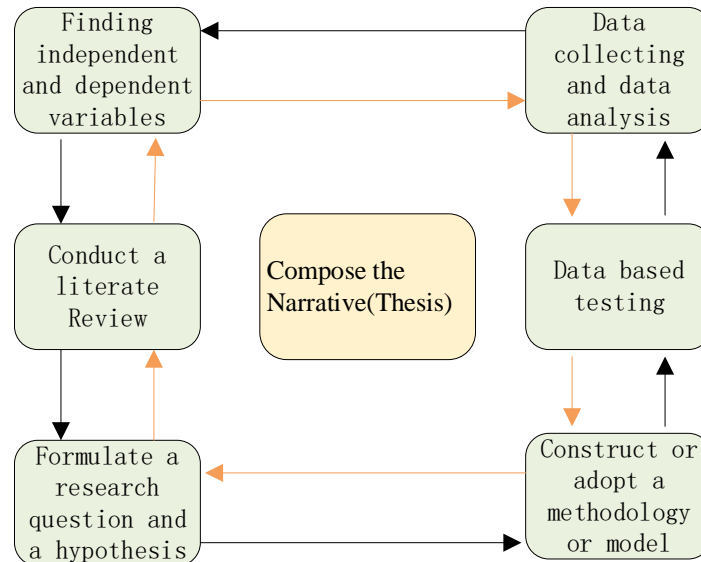 Finding
independent
and dependent
variables
Data
collecting
and data
analysis
Conduct a
literate
Review
Compose the
Narrative(Thesis)
Data based
testing
Formulate a
research
question and
a hypothesis
Construct or
adopt a
methodology
or model